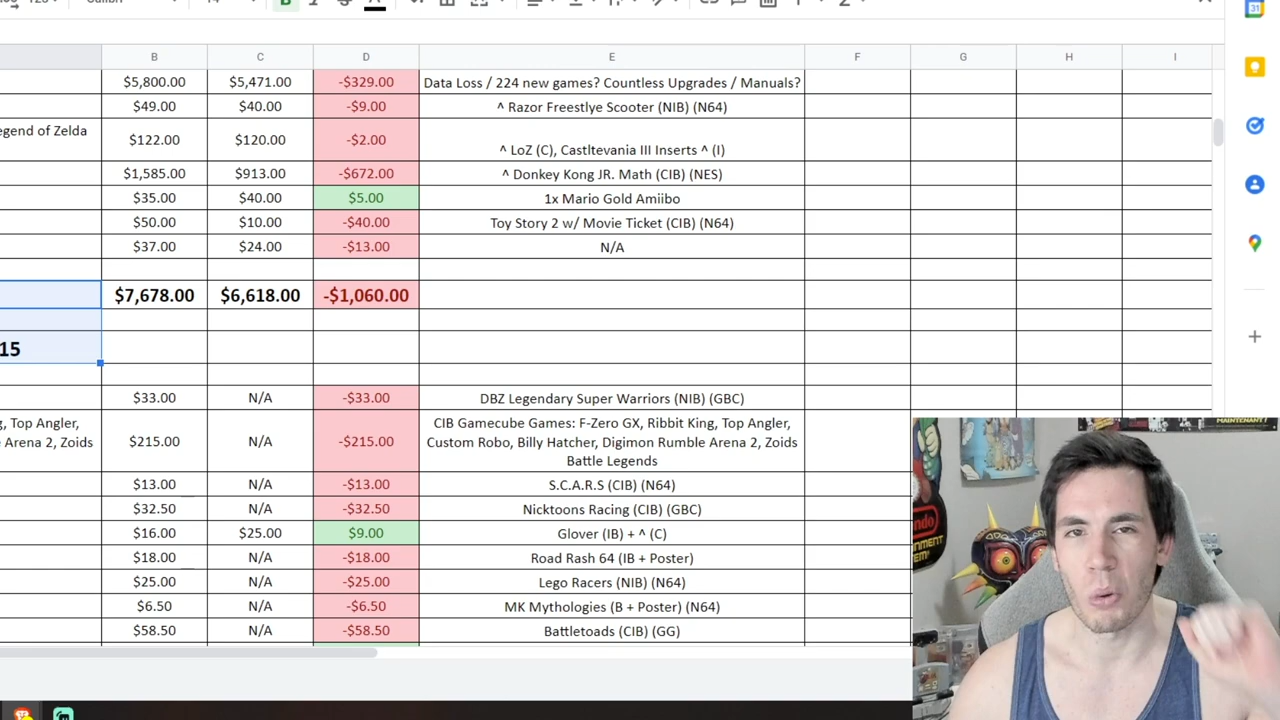 B C D E F G H I
$5,800.00 $5,471.00 -$329.00 Data Loss / 224 new games? Countless Upgrades / Manuals?
$49.00 $40.00 -$9.00 ^ Razor Freestlye Scooter (NIB) (N64)
egend of Zelda
$122.00 $120.00 -$2.00 ^ LoZ (C), Castltevania III Inserts ^ (I)
$1,585.00 $913.00 -$672.00 ^ Donkey Kong JR. Math (CIB) (NES)
$35.00 $40.00 $5.00 1x Mario Gold Amiibo
$50.00 $10.00 -$40.00 Toy Story 2 w/ Movie Ticket (CIB) (N64)
$37.00 $24.00 -$13.00 N/A
$7,678.00 $6,618.00 -$1,060.00
15
$33.00 N/A -$33.00 DBZ Legendary Super Warriors (NIB) (GBC)
g, Top Angler, CIB GamecubeGames: F-Zero GX, Ribbit King, Top Angler,
Arena 2, Zoids $215.00 N/A -$215.00 Custom Robo, Billy Hatcher, Digimon Rumble Arena 2, Zoids
Battle Legends
$13.00 N/A -$13.00 S.C.A.R.S (CIB) (N64)
$32.50 N/A -$32.50 Nicktoons Racing (CIB) (GBC)
$16.00 $25.00 $9.00 Glover (IB) + ^ (C)
$18.00 N/A -$18.00 Road Rash 64 (IB + Poster)
$25.00 N/A -$25.00 Lego Racers (NIB) (N64)
$6.50 N/A -$6.50 MK Mythologies (B + Poster) (N64)
$58.50 N/A -$58.50 Battletoads (CIB) (GG)
31